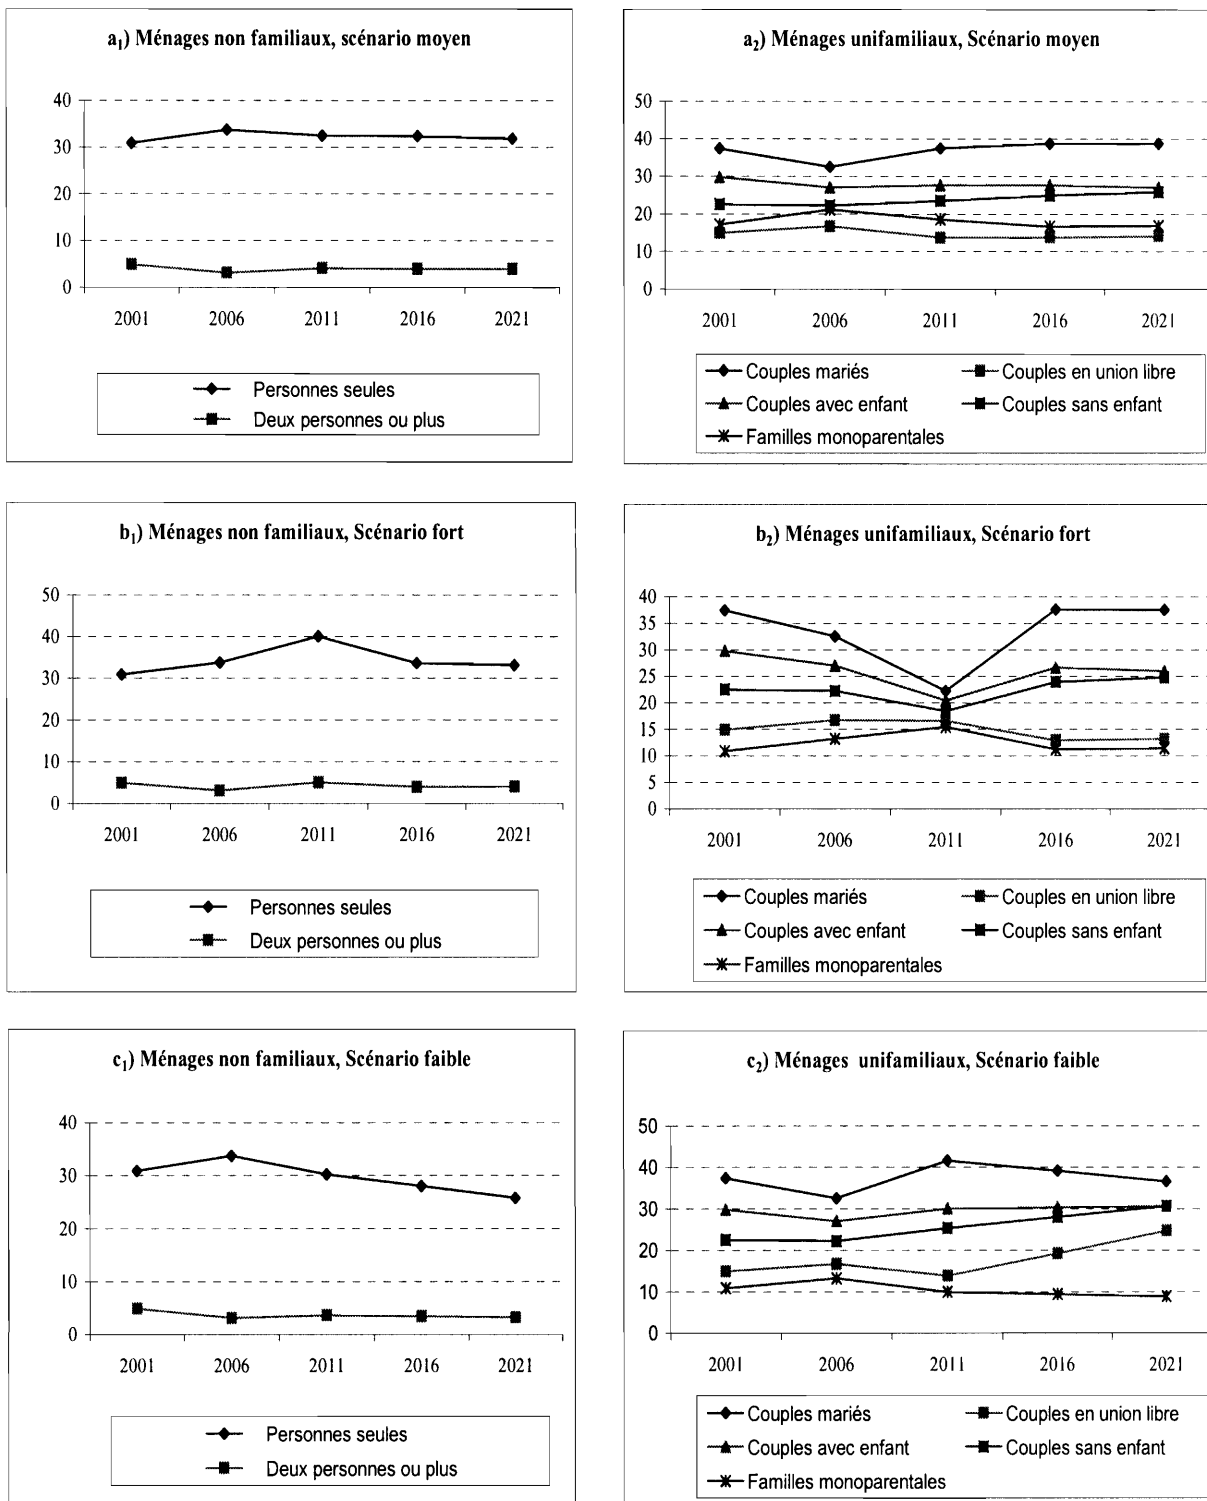 a₁) Ménages non familiaux, scénario moyen
40
30
20
10
0
2001 2006 2011 2016 2021
Personnes seules
Deux personnes ou plus
a₂) Ménages unifamiliaux, Scénario moyen
50
40
30
20
10
0
2001 2006 2011 2016 2021
Couples mariés Couples en union libre
Couples avec enfant Couples sans enfant
Familles monoparentales
b₁) Ménages non familiaux, Scénario fort
50
40
30
20
10
0
2001 2006 2011 2016 2021
Personnes seules
Deux personnes ou plus
b₂) Ménages unifamiliaux, Scénario fort
40
35
30
25
20
15
10
5
0
2001 2006 2011 2016 2021
Couples mariés Couples en union libre
Couples avec enfant Couples sans enfant
Familles monoparentales
c₁) Ménages non familiaux, Scénario faible
40
30
20
10
0
2001 2006 2011 2016 2021
Personnes seules
Deux personnes ou plus
c₂) Ménages unifamiliaux, Scénario faible
50
40
30
20
10
0
2001 2006 2011 2016 2021
Couples mariés Couples en union libre
Couples avec enfant Couples sans enfant
Familles monoparentales